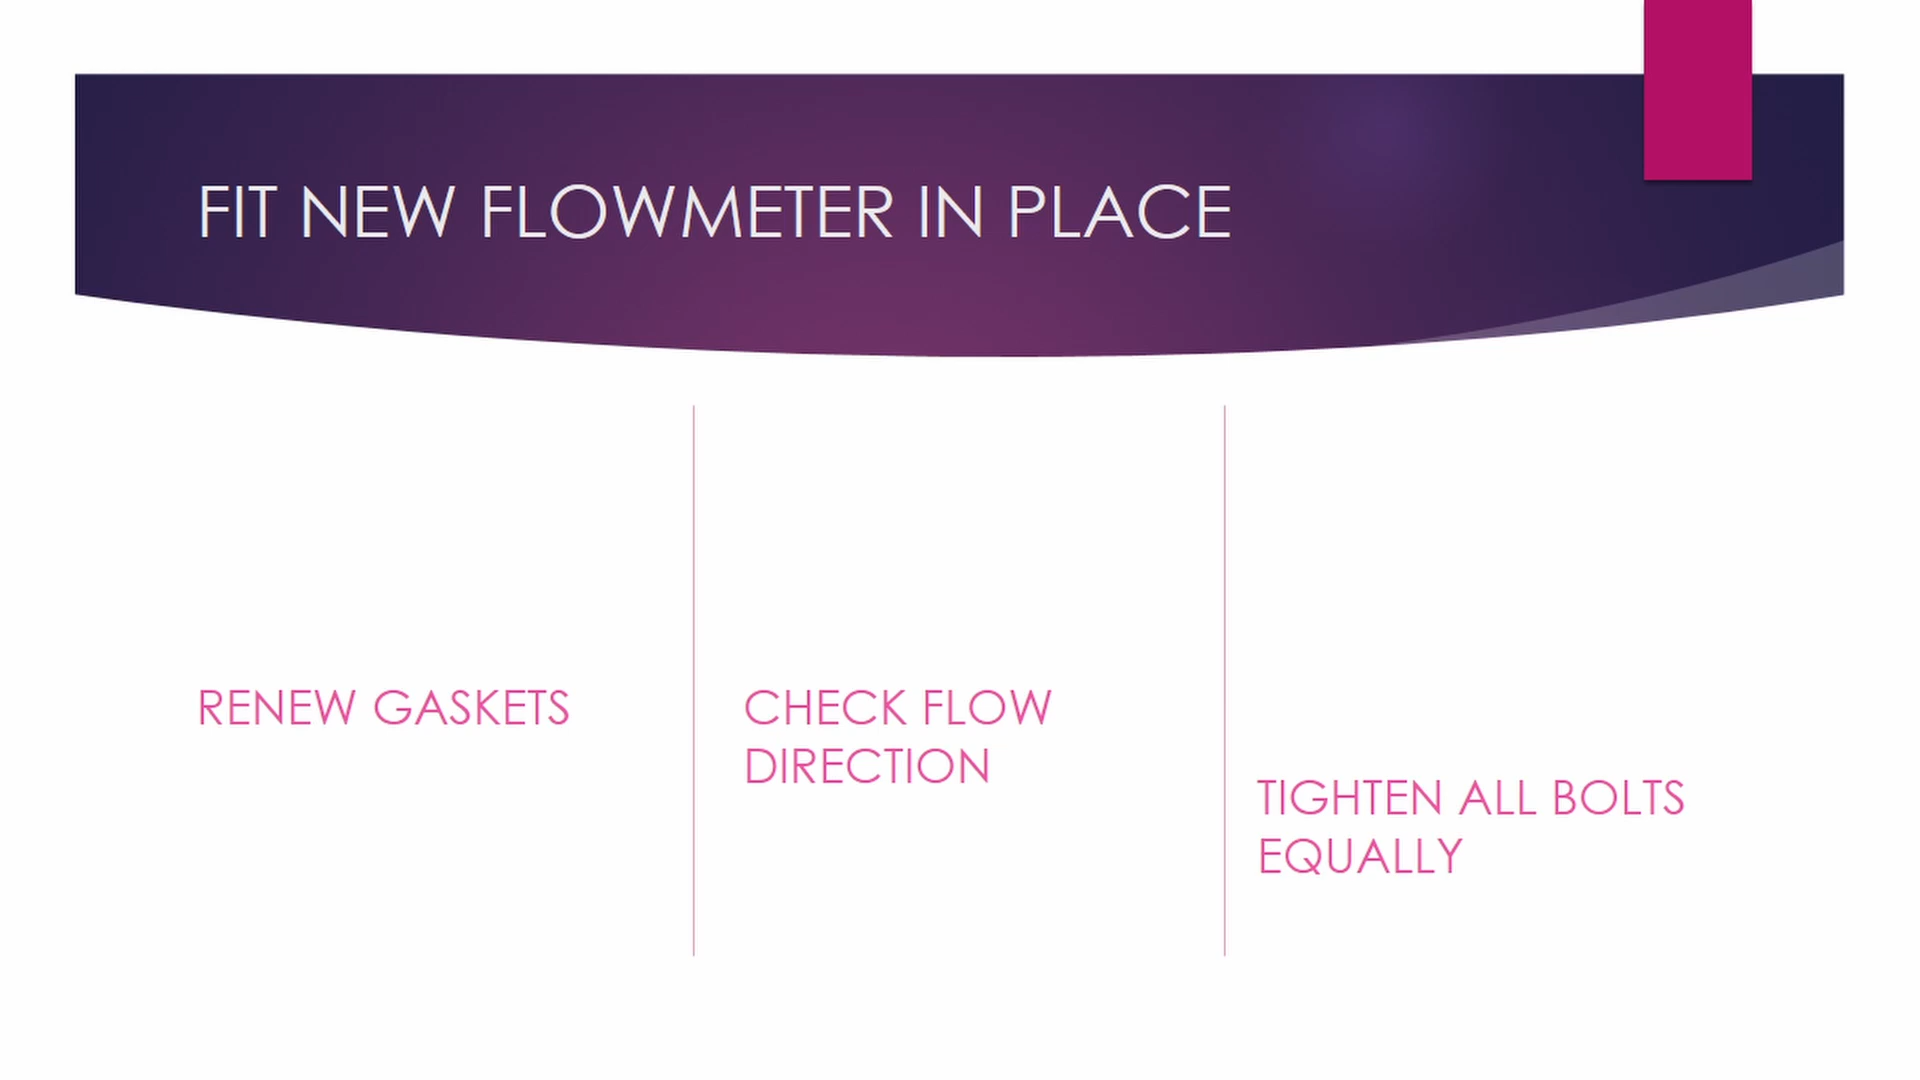 FIT NEW FLOWMETER IN PLACE
RENEW GASKETS
CHECK FLOW
DIRECTION
TIGHTEN ALL BOLTS
EQUALLY